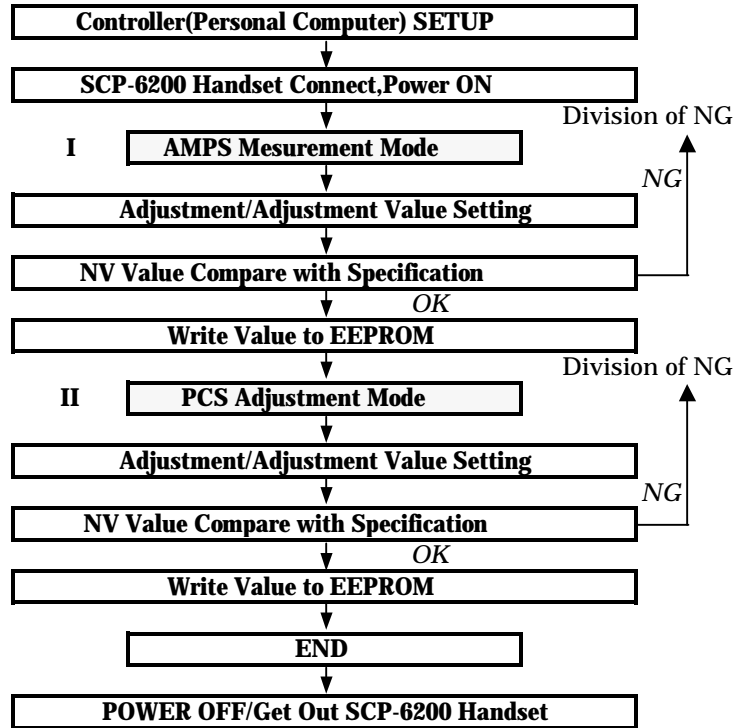 Controller(Personal Computer) SETUP
SCP-6200 Handset Connect,Power ON
Division of NG
I AMPS Mesurement Mode
NG
Adjustment/Adjustment Value Setting
NV Value Compare with Specification
OK
Write Value to EEPROM
Division of NG
II PCS Adjustment Mode
Adjustment/Adjustment Value Setting
NG
NV Value Compare with Specification
OK
Write Value to EEPROM
END
POWER OFF/Get Out SCP-6200 Handset